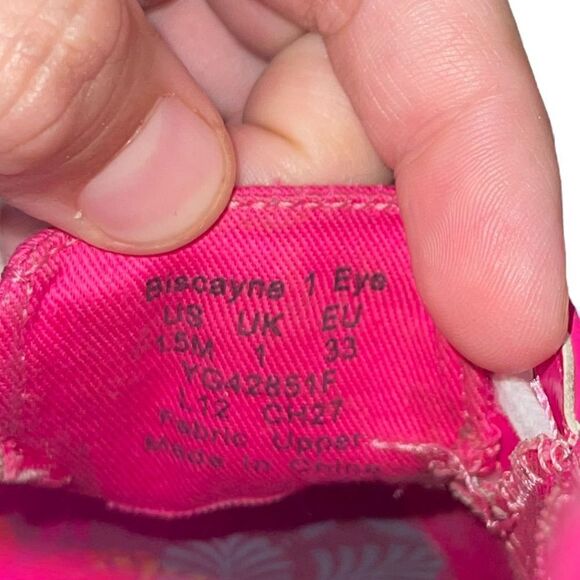 Biscayne 1 Eye
US UK EU
1.5M 1 33
YG42851F
L12 CH27
Fabric Upper
Made in China